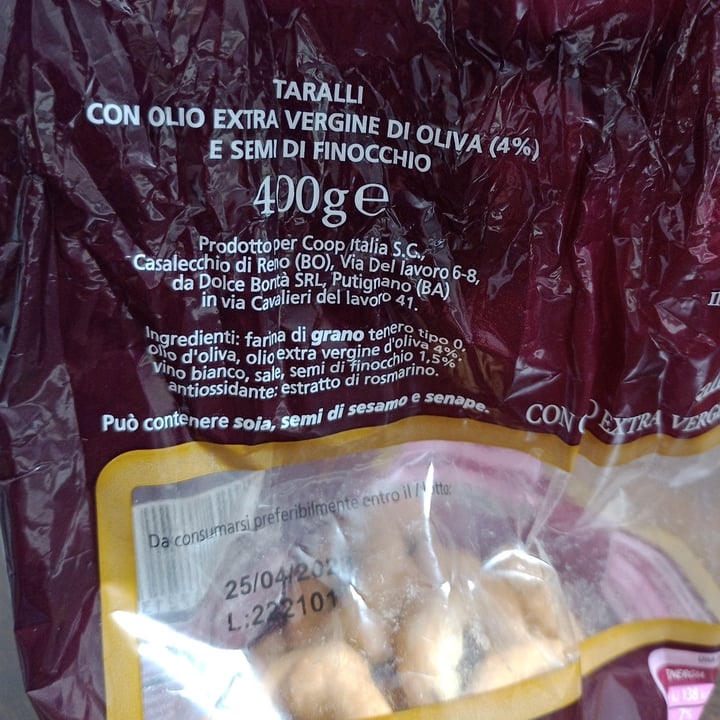 TARALLI
CON OLIO EXTRA VERGINE DI OLIVA (4%)
E SEMI DI FINOCCHIO
400g e
Prodotto per Coop Italia S.C.,
Casalecchio di Reno (BO), Via Del lavoro 6-8,
da Dolce Bontà SRL, Putignano (BA)
in via Cavalieri del lavoro 41.
Ingredienti: farina di grano tenero tipo 0,
olio d'oliva, olio extra vergine d'oliva 4%,
vino bianco, sale, semi di finocchio 1,5%
antiossidante: estratto di rosmarino.
Può contenere soia, semi di sesamo e senape.
CON O EXTRA VERG
Da consumarsi preferibilmente entro il / lotto:
25/04/202
L:222101
ENERGIA
138